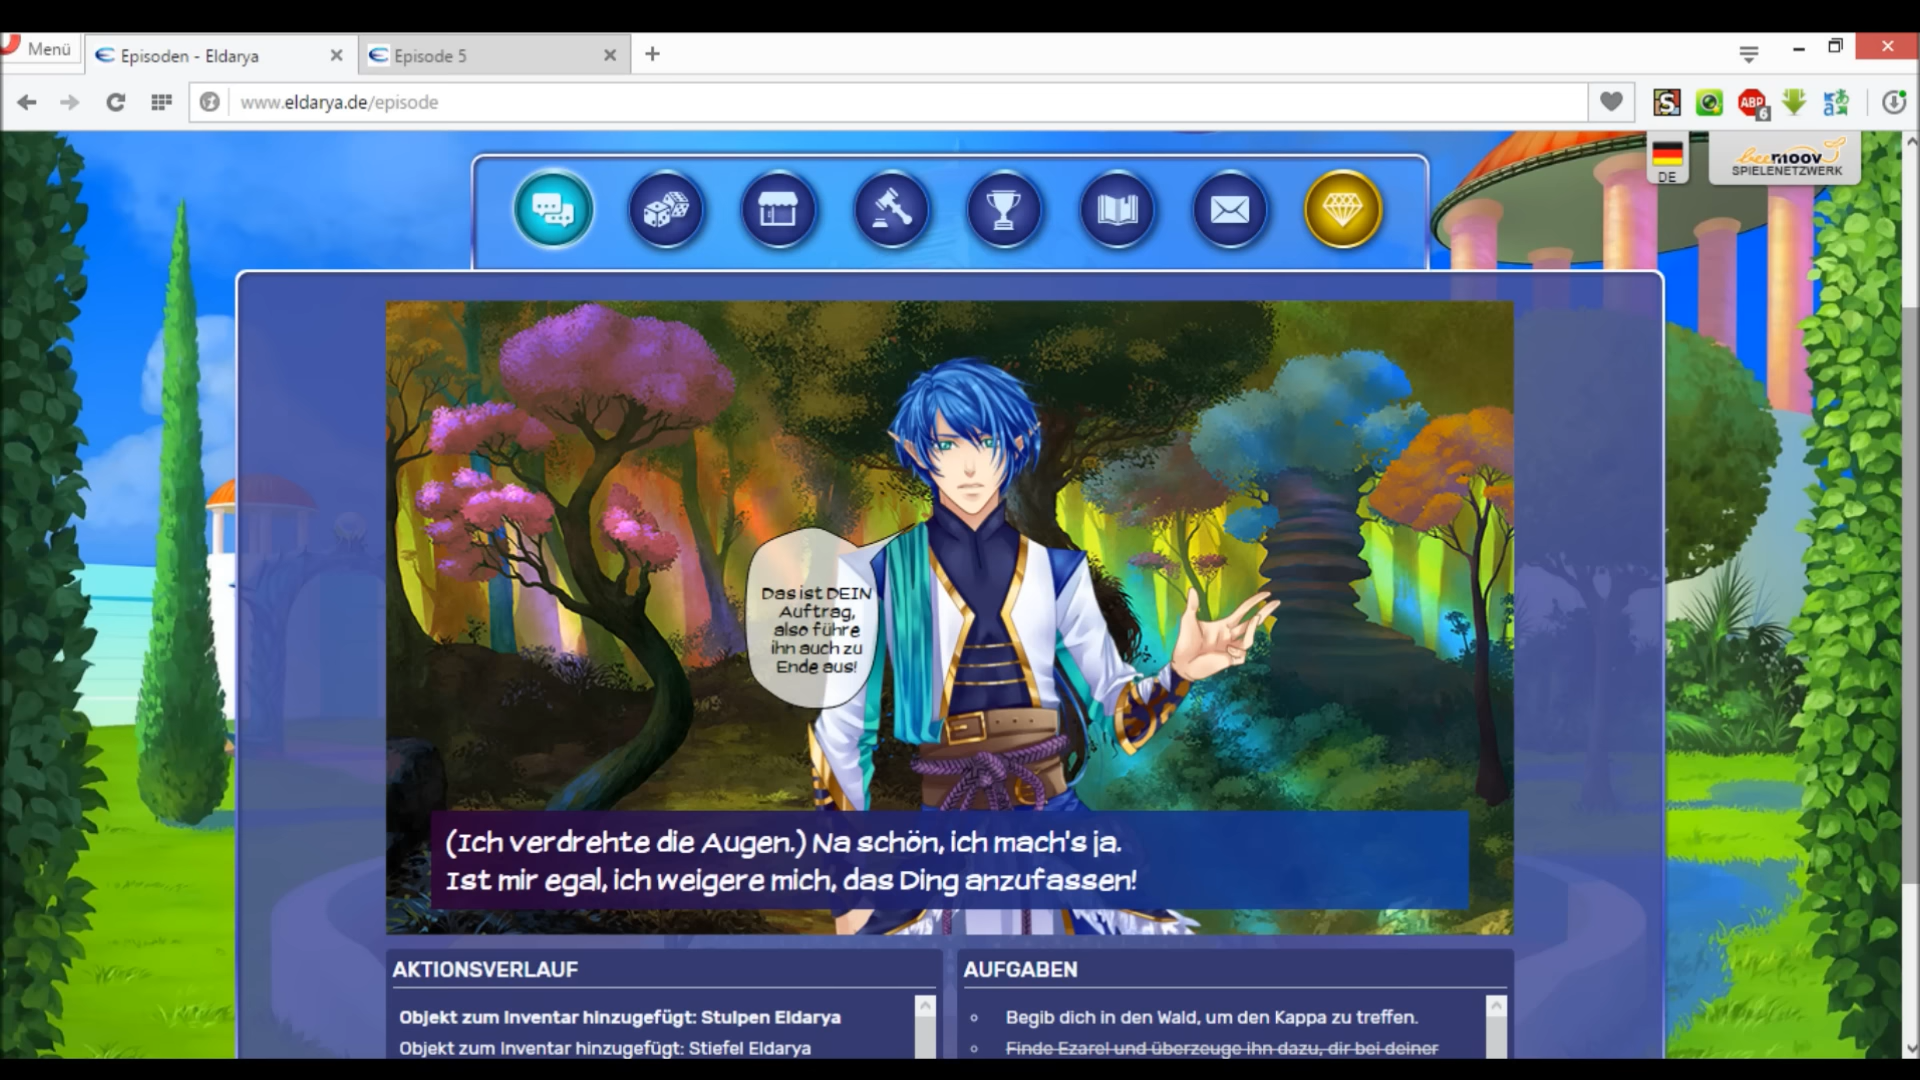 Menü
Episoden - Eldarya
Episode 5
www.eldarya.de/episode
ABP
6
DE
beemoov
SPIELENETZWERK
Das ist DEIN
Auftrag,
also führe
ihn auch zu
Ende aus!
(Ich verdrehte die Augen.) Na schön, ich mach's ja.
Ist mir egal, ich weigere mich, das Ding anzufassen!
AKTIONSVERLAUF
Objekt zum Inventar hinzugefügt: Stulpen Eldarya
Objekt zum Inventar hinzugefügt: Stiefel Eldarya
AUFGABEN
Begib dich in den Wald, um den Kappa zu treffen.
Finde Ezarel und überzeuge ihn dazu, dir bei deiner